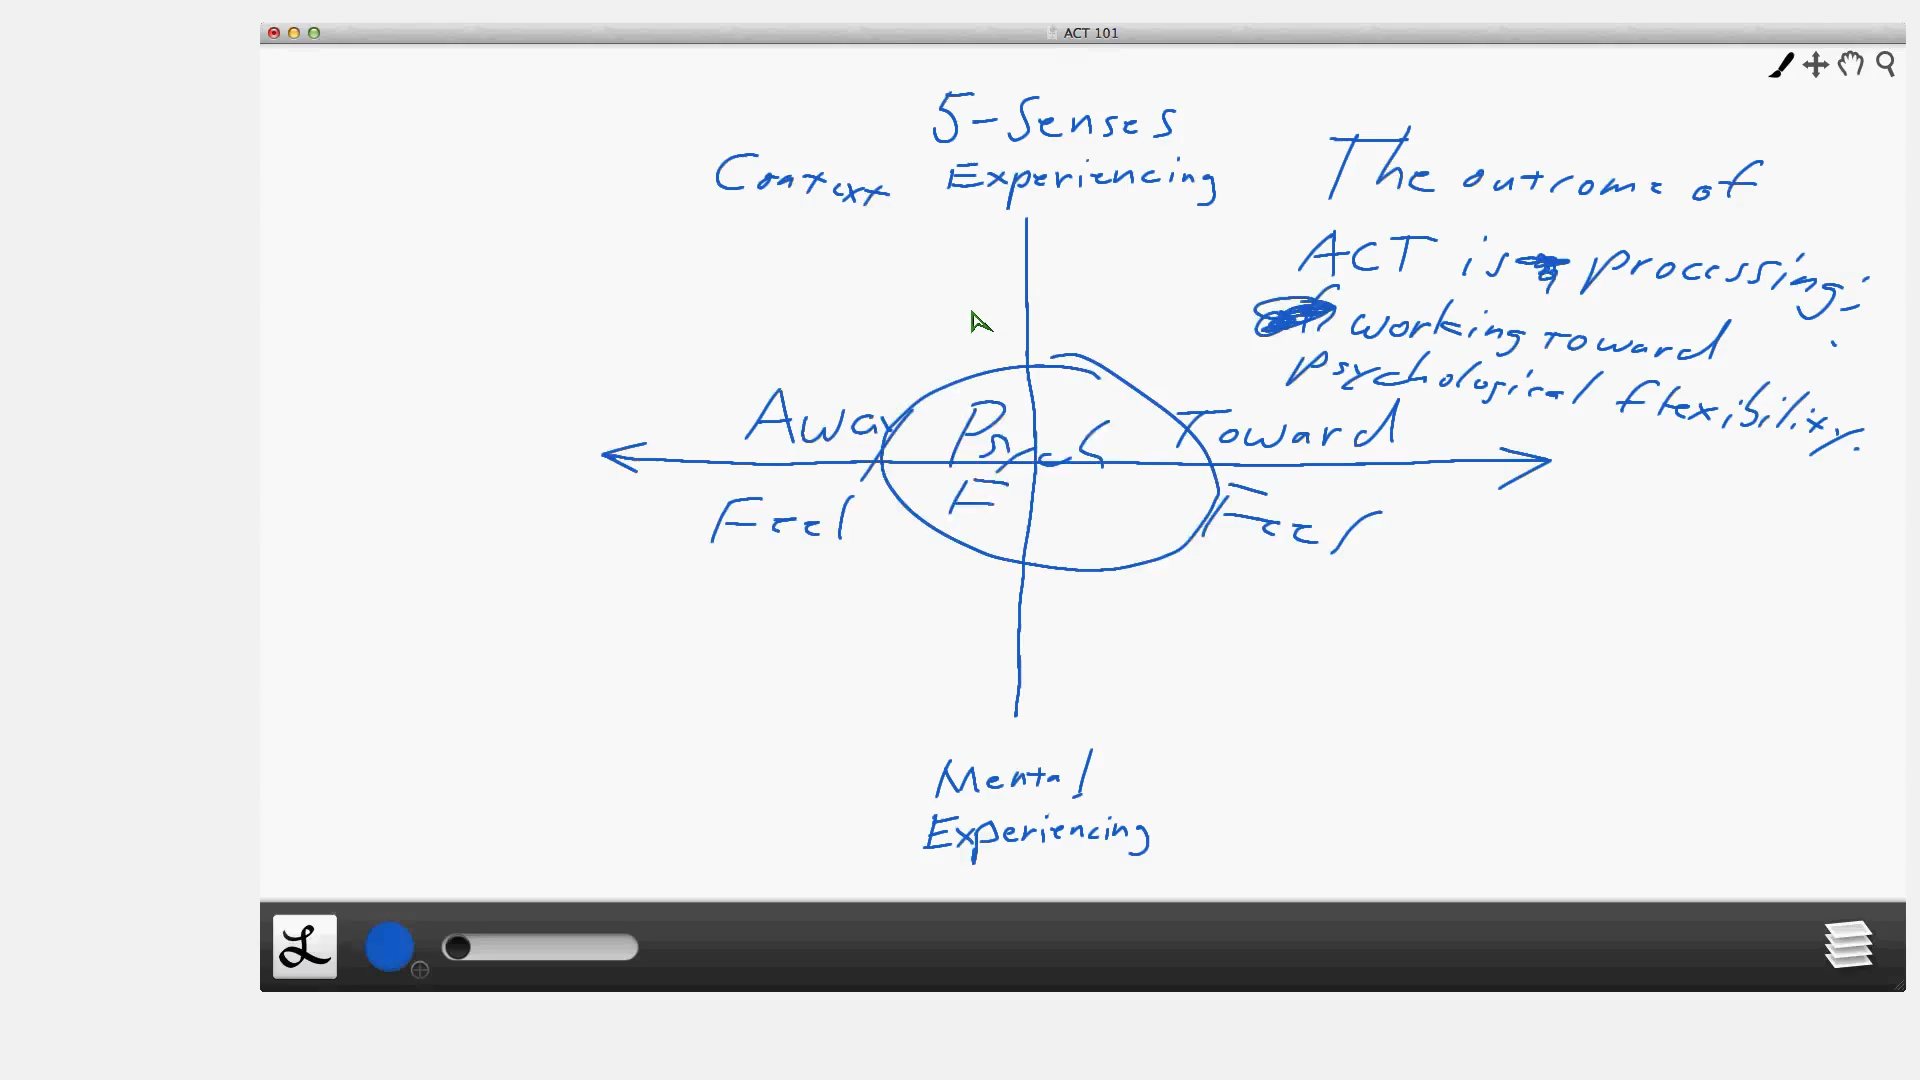 ACT 101
5-Senses
Context Experiencing
The outcome of
ACT is processing:
working toward
psychological flexibility.
Away
Toward
Feel
F
Feel
Mental
Experiencing